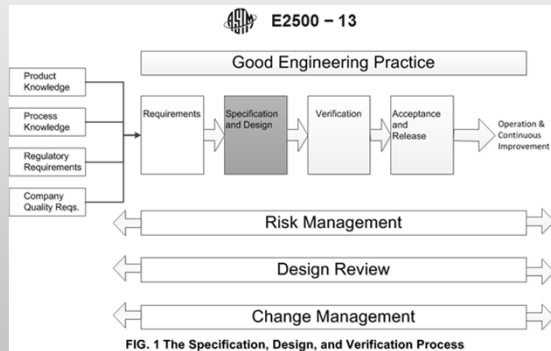 ASTM E2500 – 13
Good Engineering Practice
Product
Knowledge
Process
Knowledge
Regulatory
Requirements
Company
Quality Reqs.
Requirements
Specification
and Design
Verification
Acceptance
and
Release
Operation &
Continuous
Improvement
Risk Management
Design Review
Change Management
FIG. 1 The Specification, Design, and Verification Process